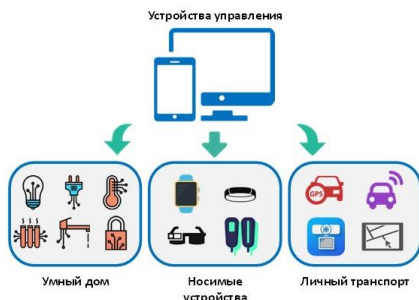 Устройства управления
GPS
Умный дом
Носимые
устройства
Личный транспорт